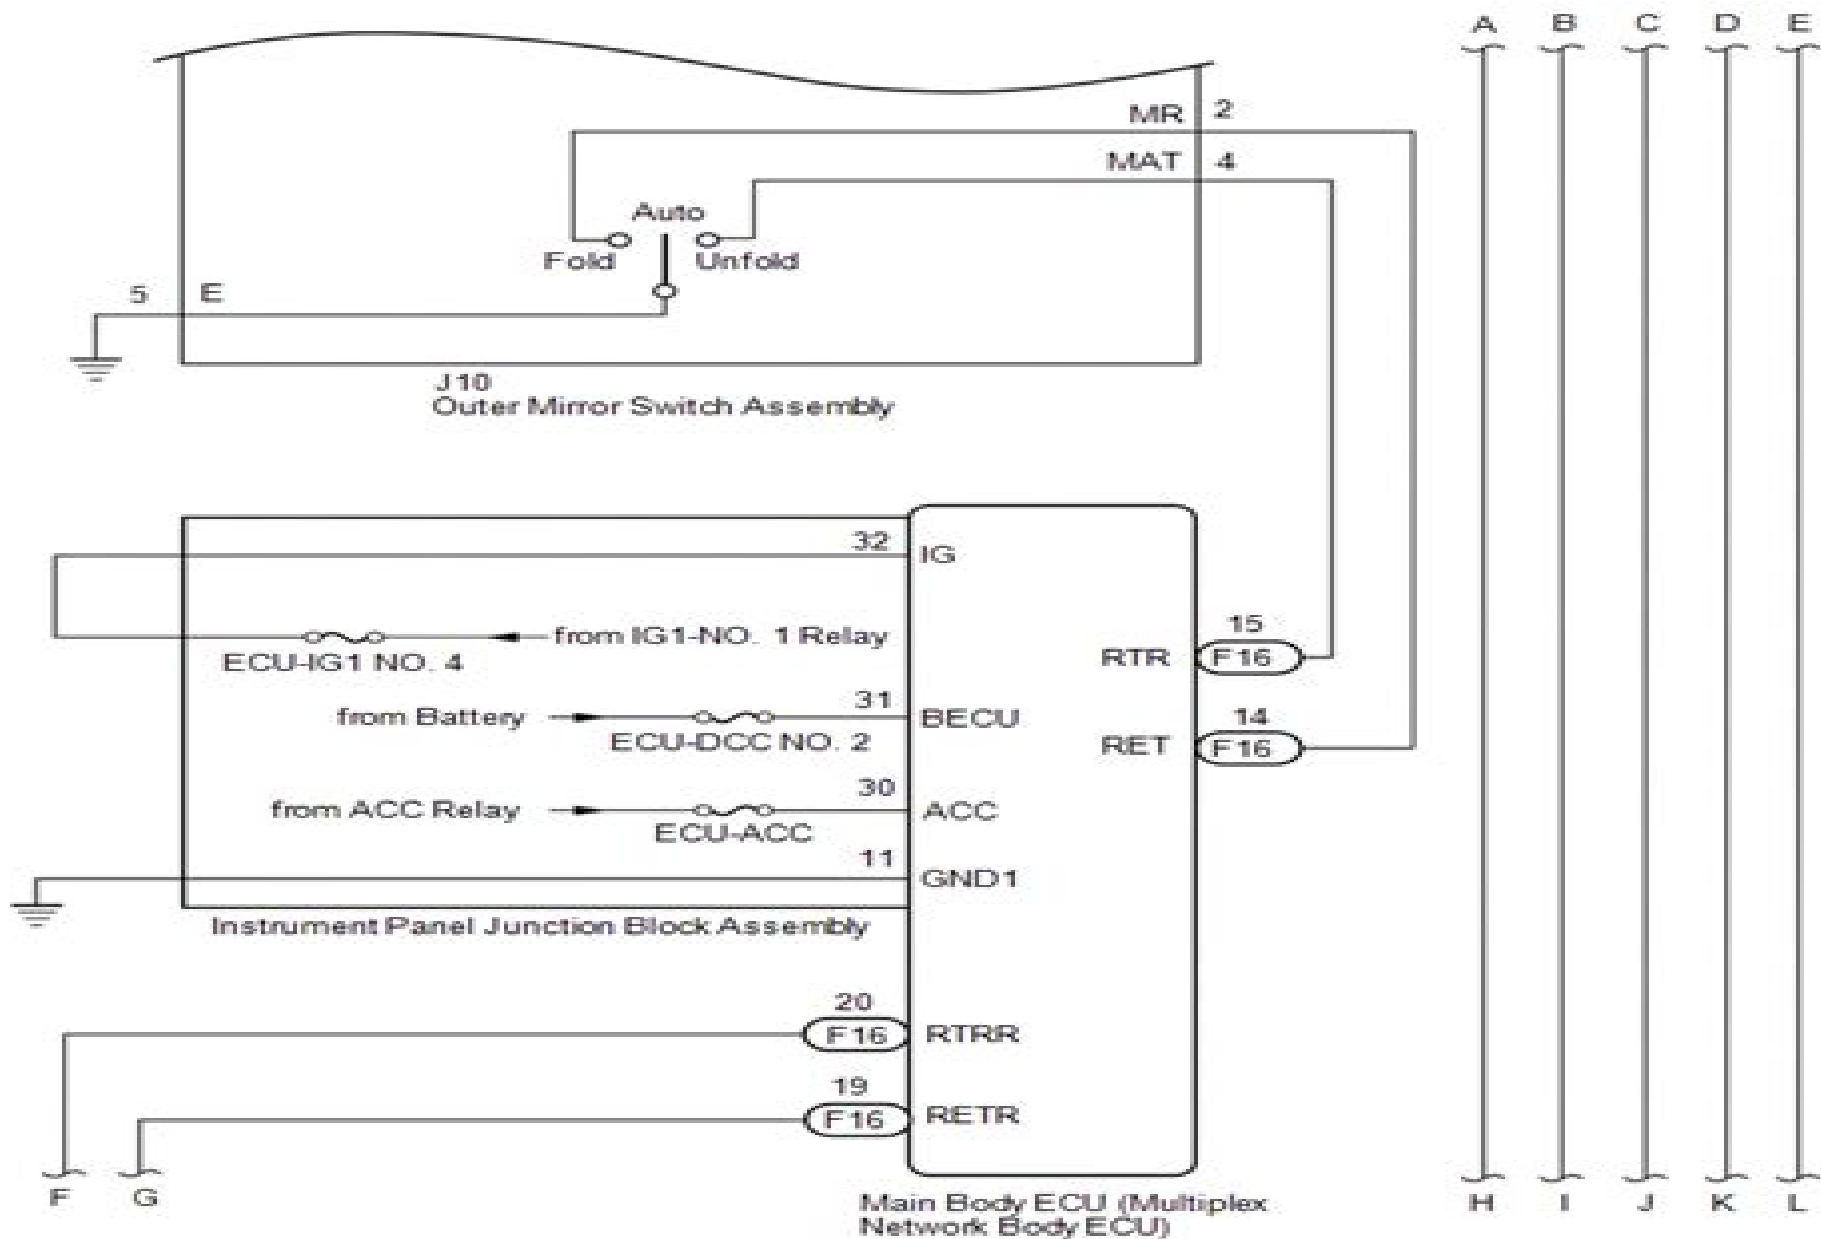 A B C D E
MR 2
MAT 4
Auto
Fold Unfold
5 E
J10
Outer Mirror Switch Assembly
32 IG
from IG1-NO. 1 Relay
ECU-IG1 NO. 4
15
RTR F16
31
from Battery BECU
ECU-DCC NO. 2
14
RET F16
30
from ACC Relay ACC
ECU-ACC
11
GND1
Instrument Panel Junction Block Assembly
20
F16 RTRR
19
F16 RETR
F G
Main Body ECU (Multiplex
Network Body ECU)
H I J K L